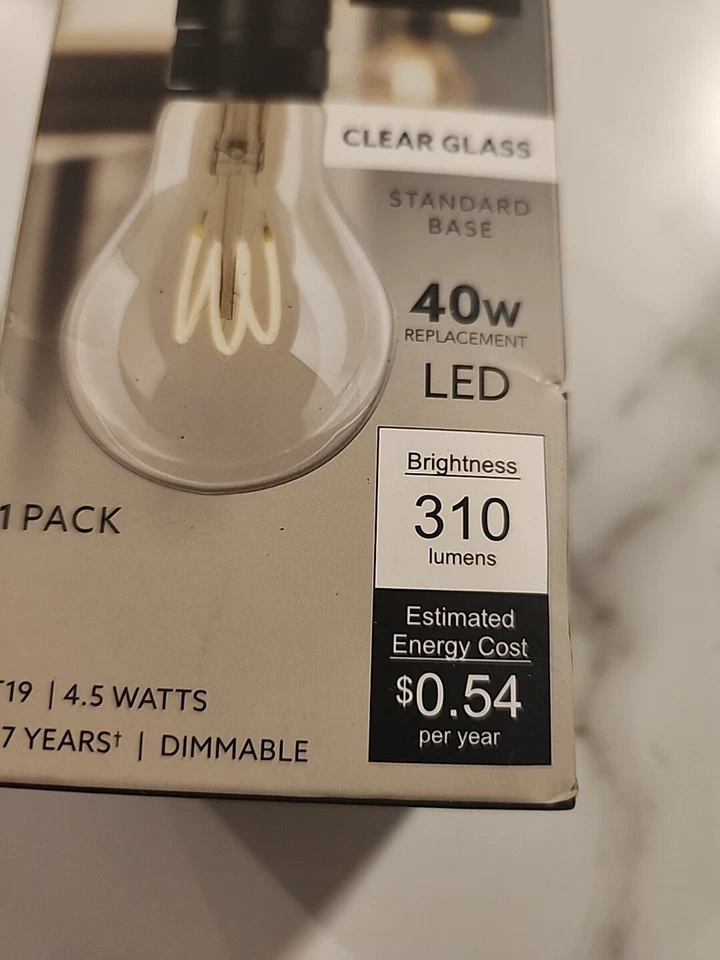 CLEAR GLASS
STANDARD
BASE
40W
REPLACEMENT
LED
Brightness
310
lumens
1 PACK
Estimated
Energy Cost
$0.54
per year
T19 | 4.5 WATTS
7 YEARS† | DIMMABLE